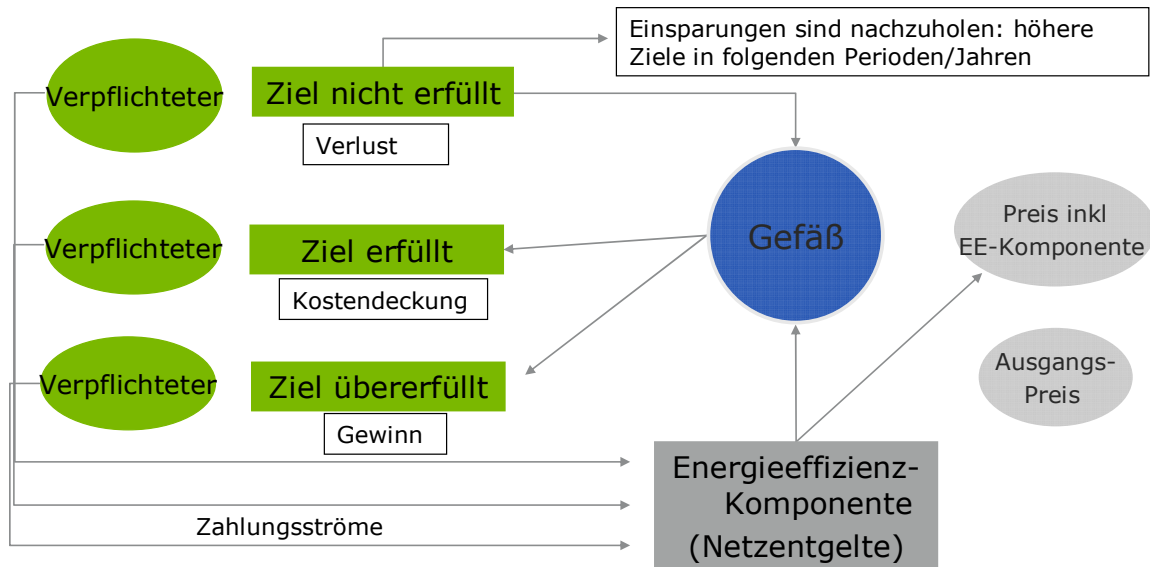 Einsparungen sind nachzuholen: höhere
Ziele in folgenden Perioden/Jahren
Verpflichteter
Ziel nicht erfüllt
Verlust
Verpflichteter
Ziel erfüllt
Kostendeckung
Gefäß
Preis inkl
EE-Komponente
Verpflichteter
Ziel übererfüllt
Gewinn
Ausgangs-
Preis
Energieeffizienz-
Komponente
(Netzentgelte)
Zahlungsströme